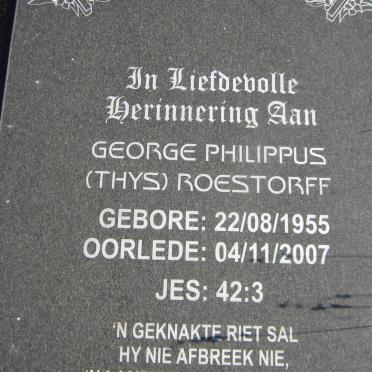 In Liefdevolle
Herinnering Aan
GEORGE PHILIPPUS
(THYS) ROESTORFF
GEBORE: 22/08/1955
OORLEDE: 04/11/2007
JES: 42:3
'N GEKNAKTE RIET SAL
HY NIE AFBREEK NIE,